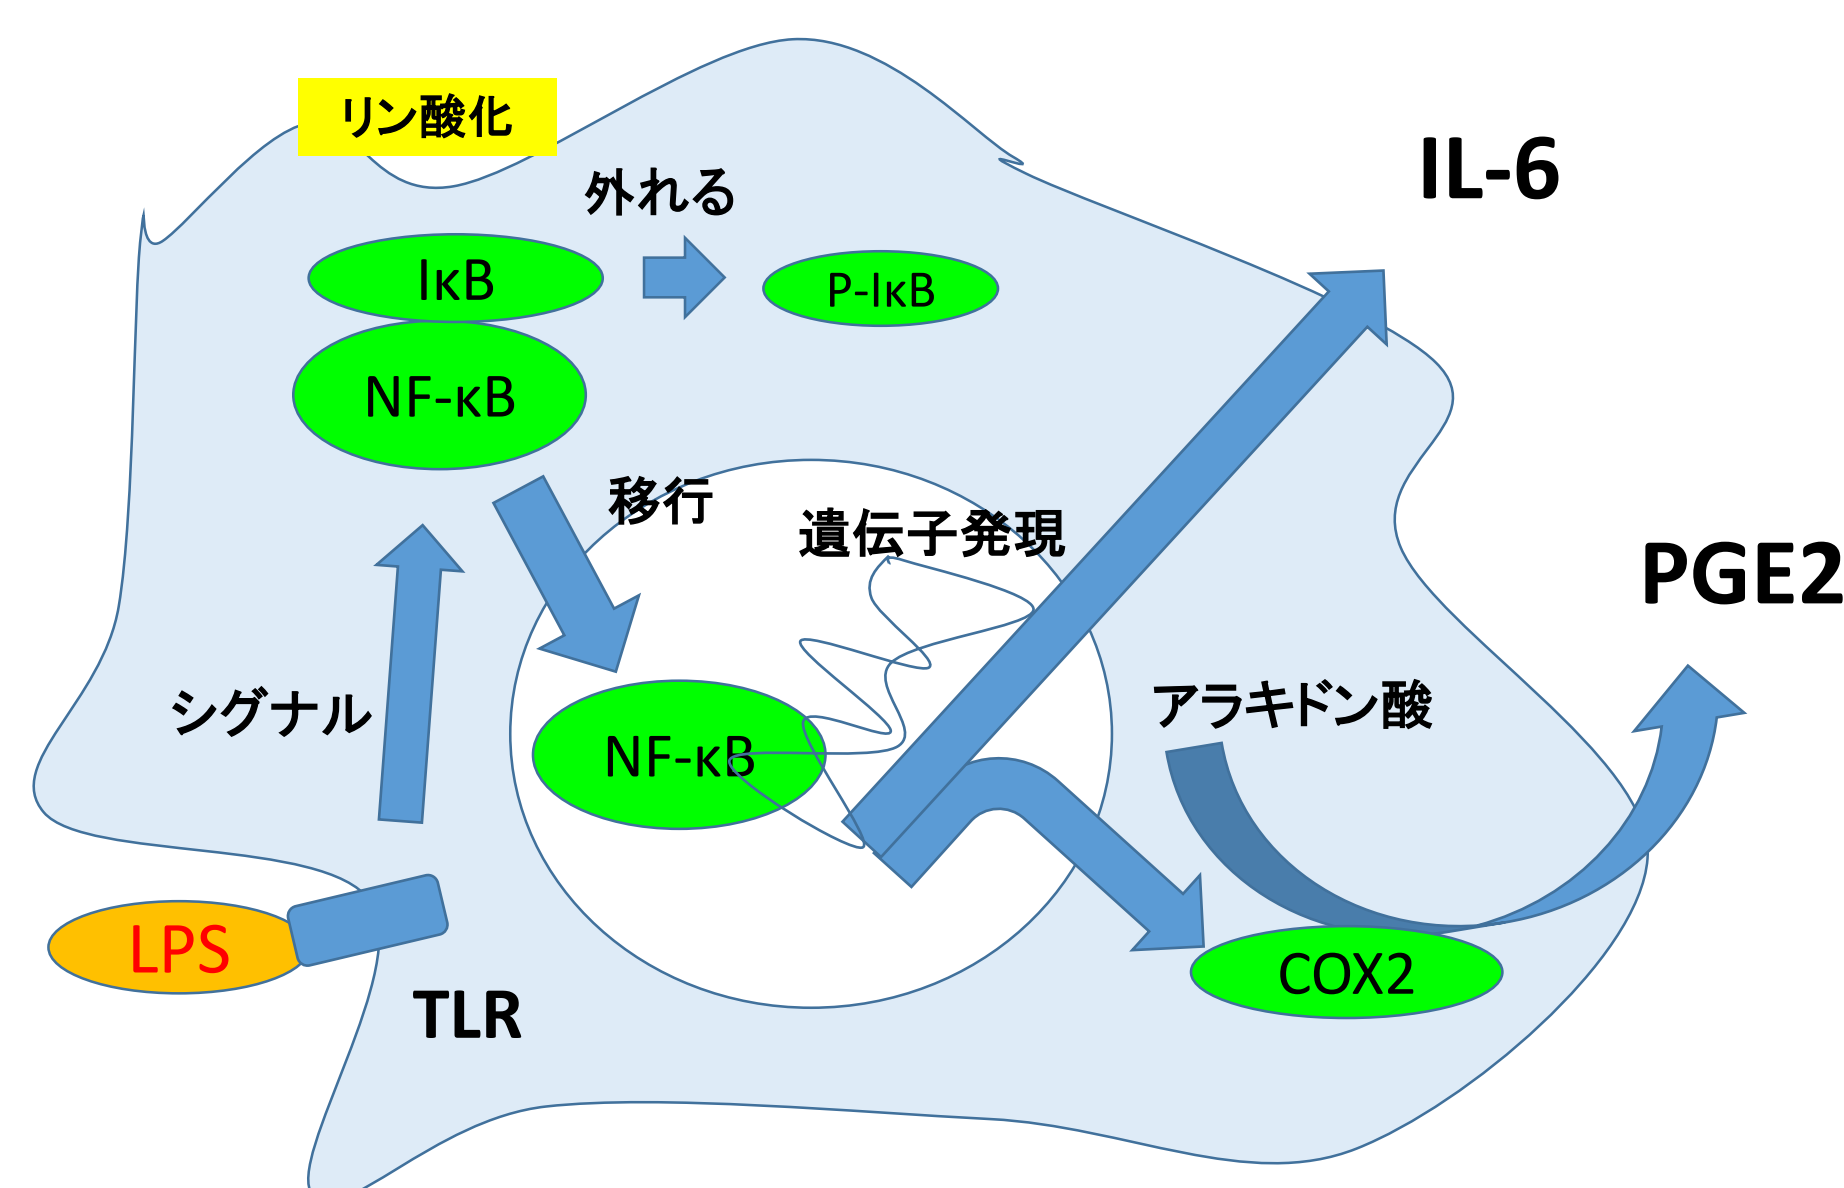 リン酸化
外れる
IL-6
IκB
P-IκB
NF-κB
移行
遺伝子発現
PGE2
シグナル
アラキドン酸
NF-κB
LPS
COX2
TLR